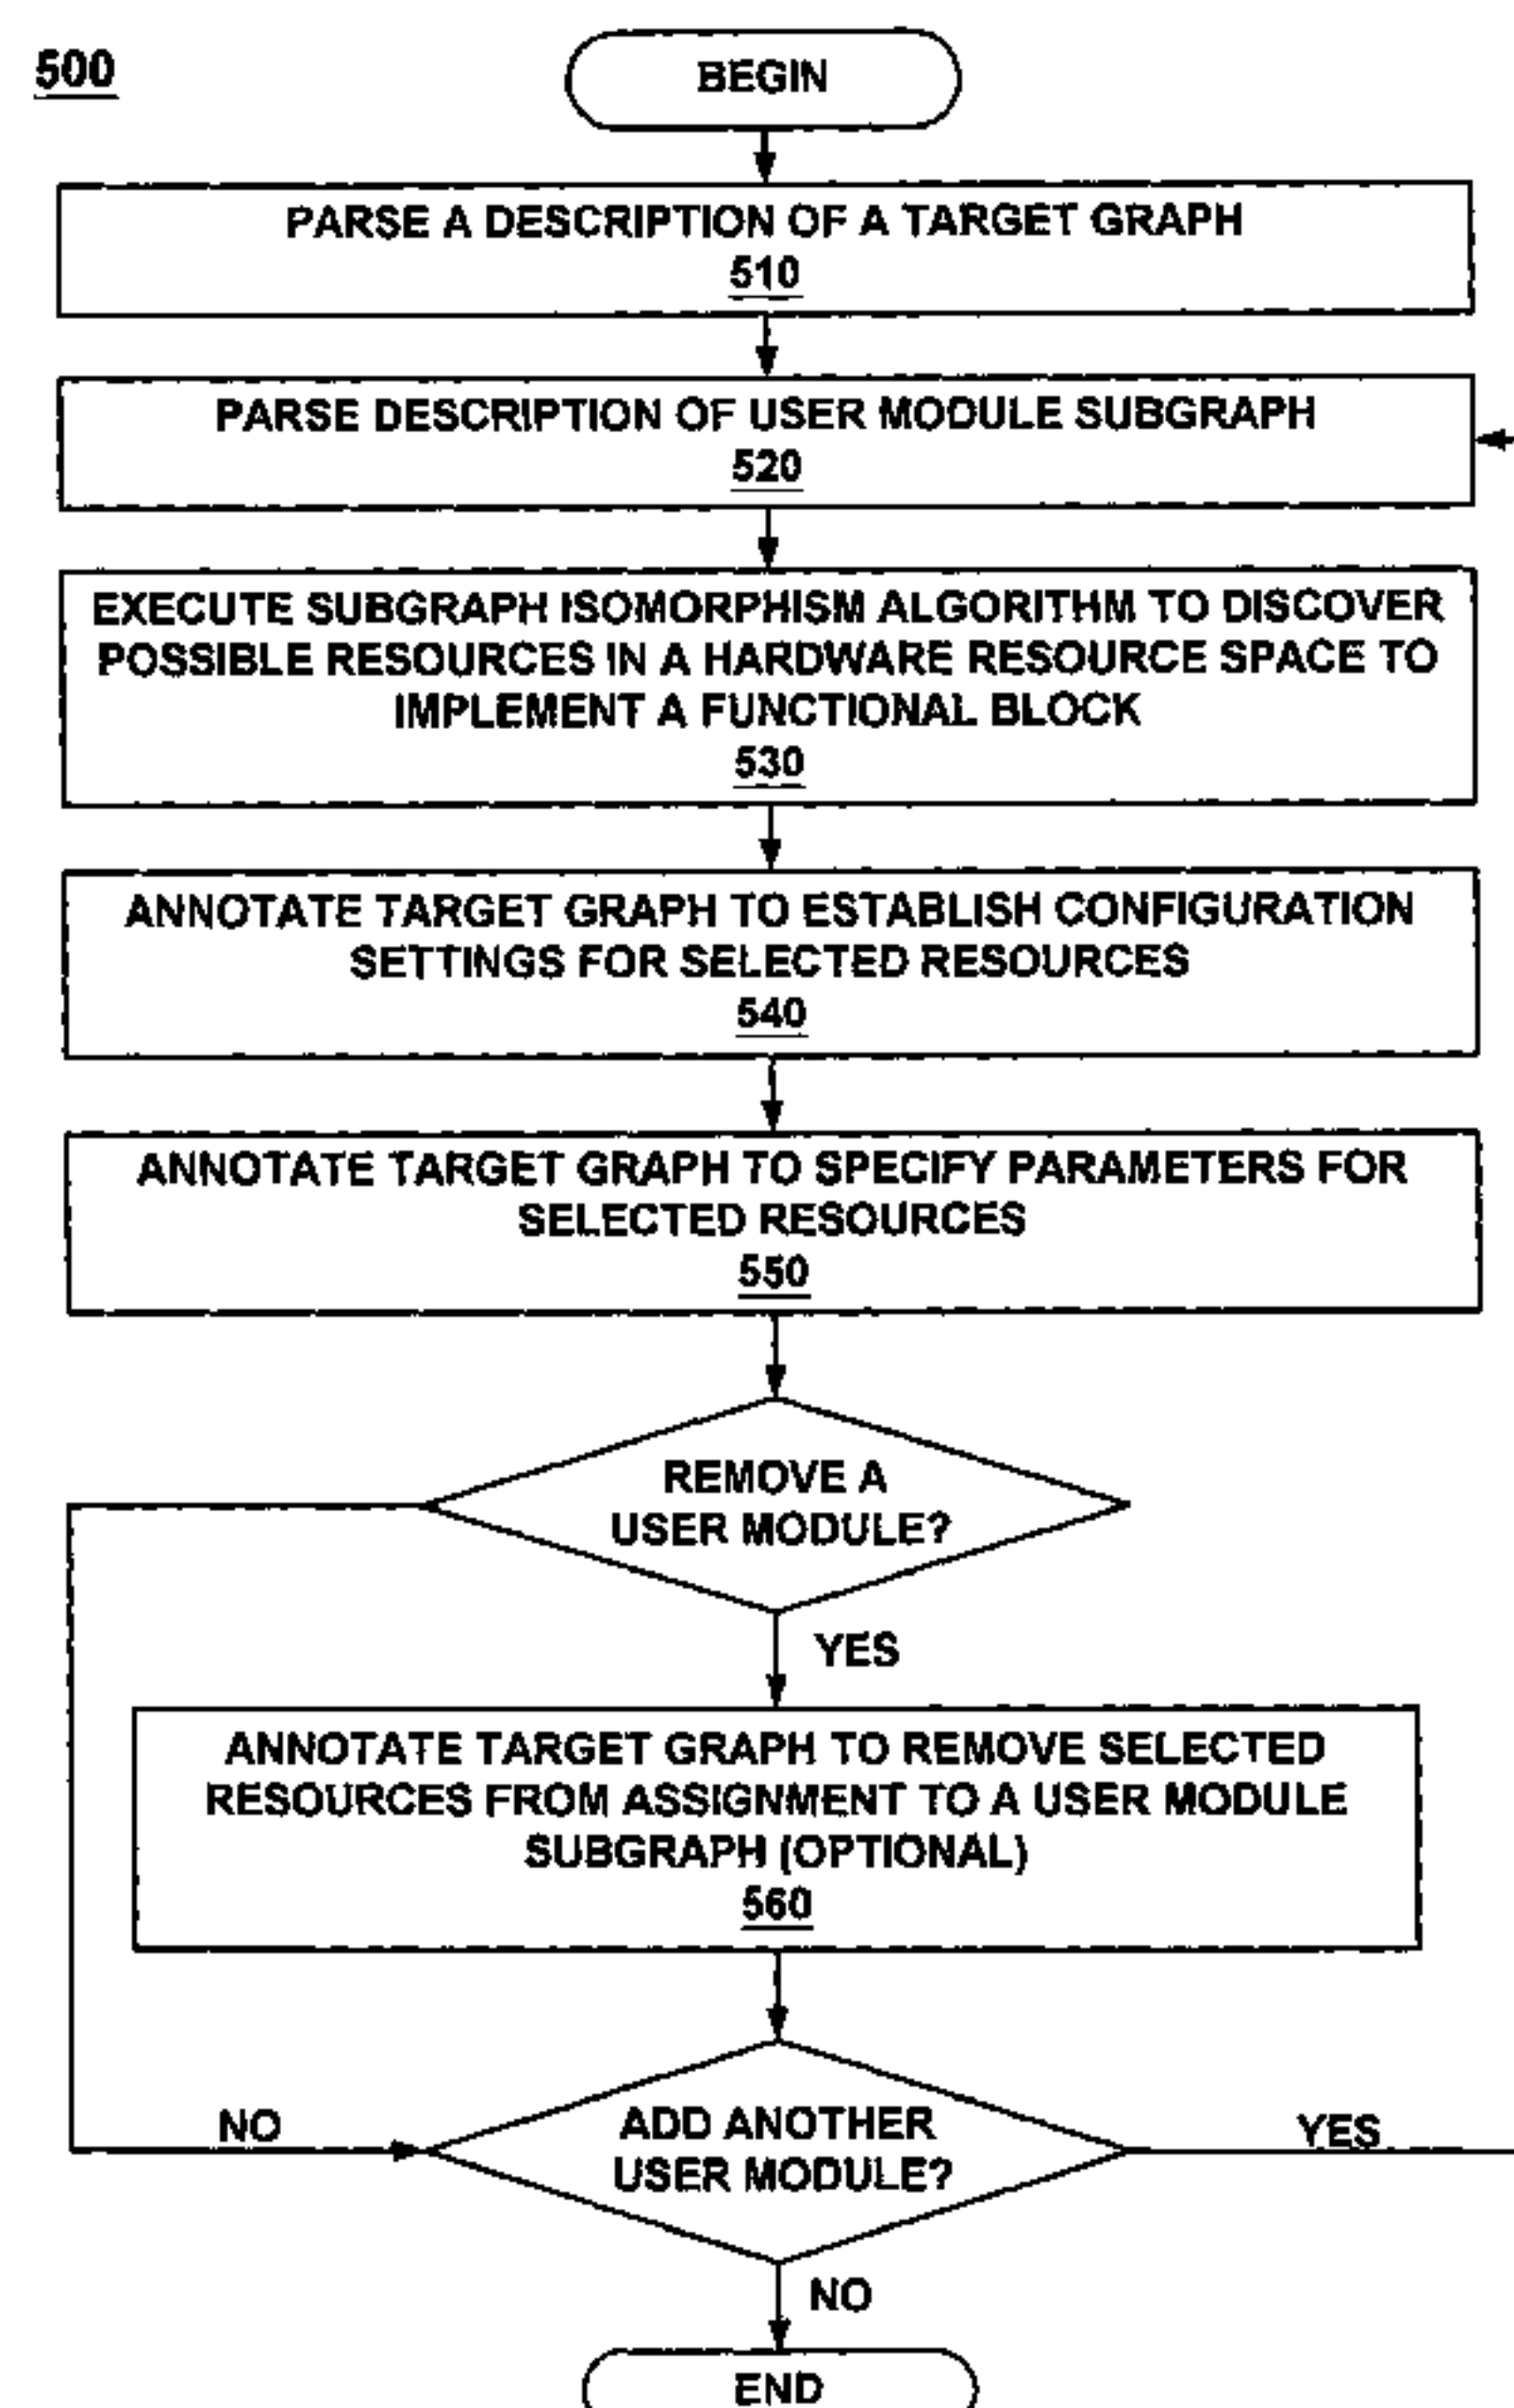 500
BEGIN
PARSE A DESCRIPTION OF A TARGET GRAPH
510
PARSE DESCRIPTION OF USER MODULE SUBGRAPH
520
EXECUTE SUBGRAPH ISOMORPHISM ALGORITHM TO DISCOVER
POSSIBLE RESOURCES IN A HARDWARE RESOURCE SPACE TO
IMPLEMENT A FUNCTIONAL BLOCK
530
ANNOTATE TARGET GRAPH TO ESTABLISH CONFIGURATION
SETTINGS FOR SELECTED RESOURCES
540
ANNOTATE TARGET GRAPH TO SPECIFY PARAMETERS FOR
SELECTED RESOURCES
550
REMOVE A
USER MODULE?
YES
ANNOTATE TARGET GRAPH TO REMOVE SELECTED
RESOURCES FROM ASSIGNMENT TO A USER MODULE
SUBGRAPH (OPTIONAL)
560
NO
ADD ANOTHER
USER MODULE?
YES
NO
END